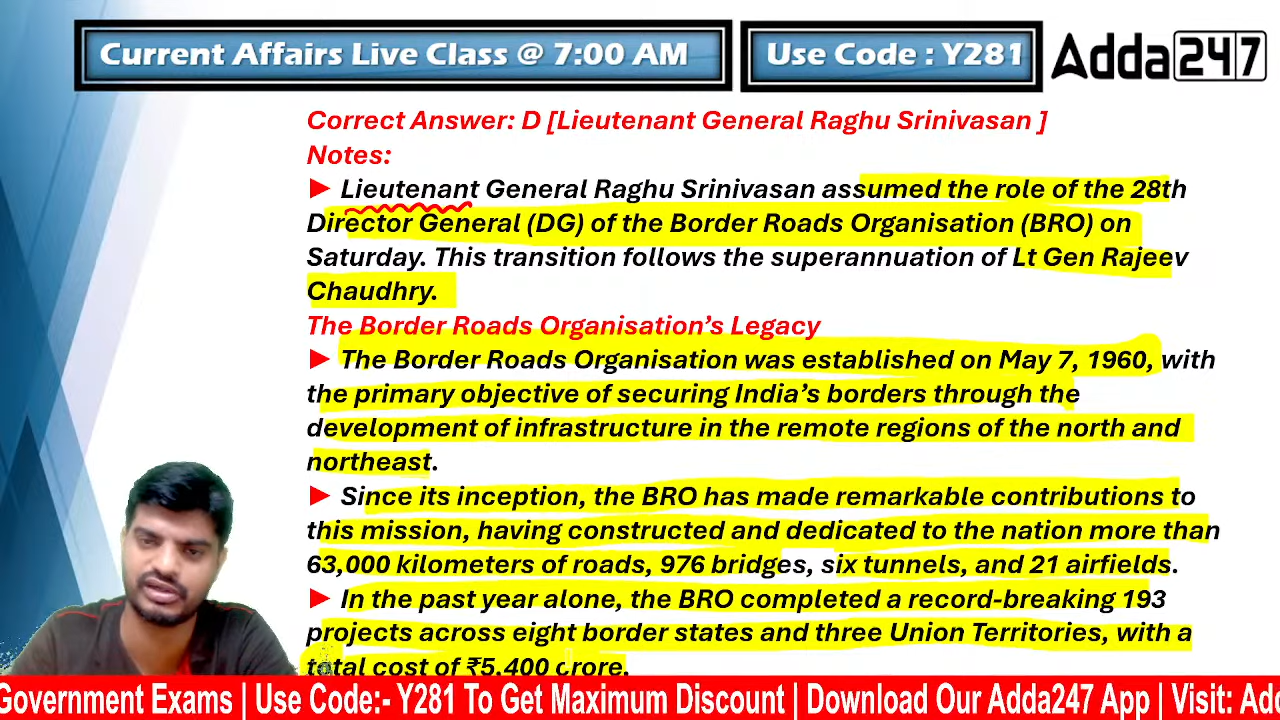 Current Affairs Live Class @ 7:00 AM
Use Code : Y281
Adda247
Correct Answer: D [Lieutenant General Raghu Srinivasan ]
Notes:
► Lieutenant General Raghu Srinivasan assumed the role of the 28th
Director General (DG) of the Border Roads Organisation (BRO) on
Saturday. This transition follows the superannuation of Lt Gen Rajeev
Chaudhry.
The Border Roads Organisation’s Legacy
► The Border Roads Organisation was established on May 7, 1960, with
the primary objective of securing India’s borders through the
development of infrastructure in the remote regions of the north and
northeast.
► Since its inception, the BRO has made remarkable contributions to
this mission, having constructed and dedicated to the nation more than
63,000 kilometers of roads, 976 bridges, six tunnels, and 21 airfields.
► In the past year alone, the BRO completed a record-breaking 193
projects across eight border states and three Union Territories, with a
total cost of ₹5,400 crore.
Government Exams | Use Code:- Y281 To Get Maximum Discount | Download Our Adda247 App | Visit: Add